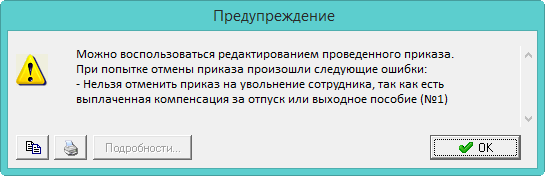 Предупреждение
Можно воспользоваться редактированием проведенного приказа.
При попытке отмены приказа произошли следующие ошибки:
- Нельзя отменить приказ на увольнение сотрудника, так как есть
выплаченная компенсация за отпуск или выходное пособие (№1)
Подробности...
OK